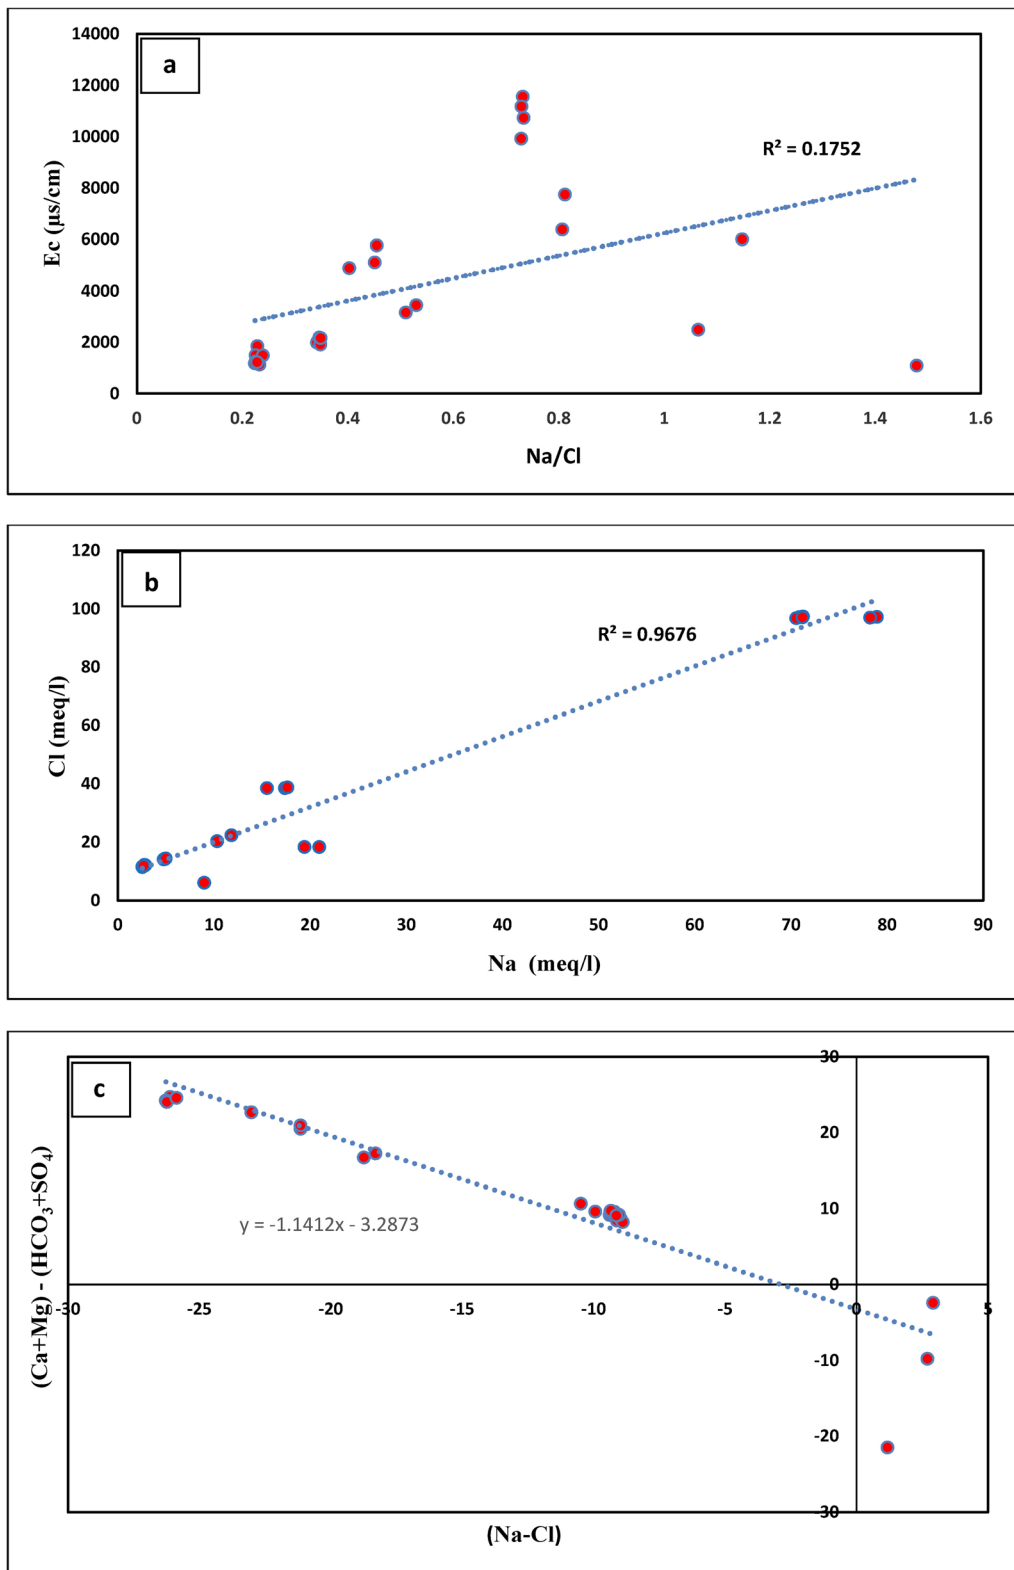 a
14000
12000
10000
8000
6000
4000
2000
0
Ec (µs/cm)
R² = 0.1752
0 0.2 0.4 0.6 0.8 1 1.2 1.4 1.6
Na/Cl
b
120
100
80
60
40
20
0
Cl (meq/l)
R² = 0.9676
0 10 20 30 40 50 60 70 80 90
Na (meq/l)
c
30
20
10
0
(Ca+Mg) - (HCO₃+SO₄)
y = -1.1412x - 3.2873
-30 -25 -20 -15 -10 -5 0 5
-10
-20
-30
(Na-Cl)